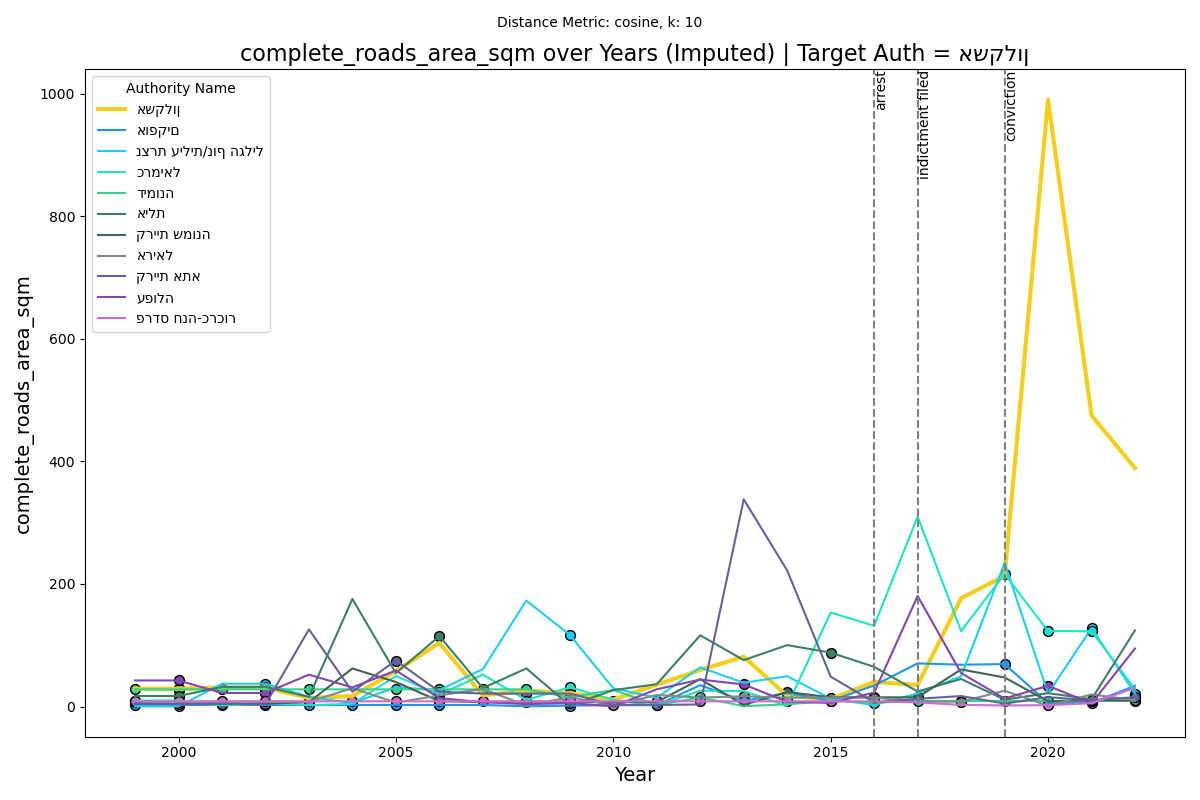 Distance Metric: cosine, k: 10
complete_roads_area_sqm over Years (Imputed) | Target Auth = אשקלון
Authority Name
אשקלון
אופקים
נצרת עילית/נוף הגליל
כרמיאל
דימונה
אילת
קריית שמונה
אריאל
קריית אתא
עפולה
פרדס חנה-כרכור
arrest
indictment filed
conviction
complete_roads_area_sqm
1000
800
600
400
200
0
2000
2005
2010
2015
2020
Year